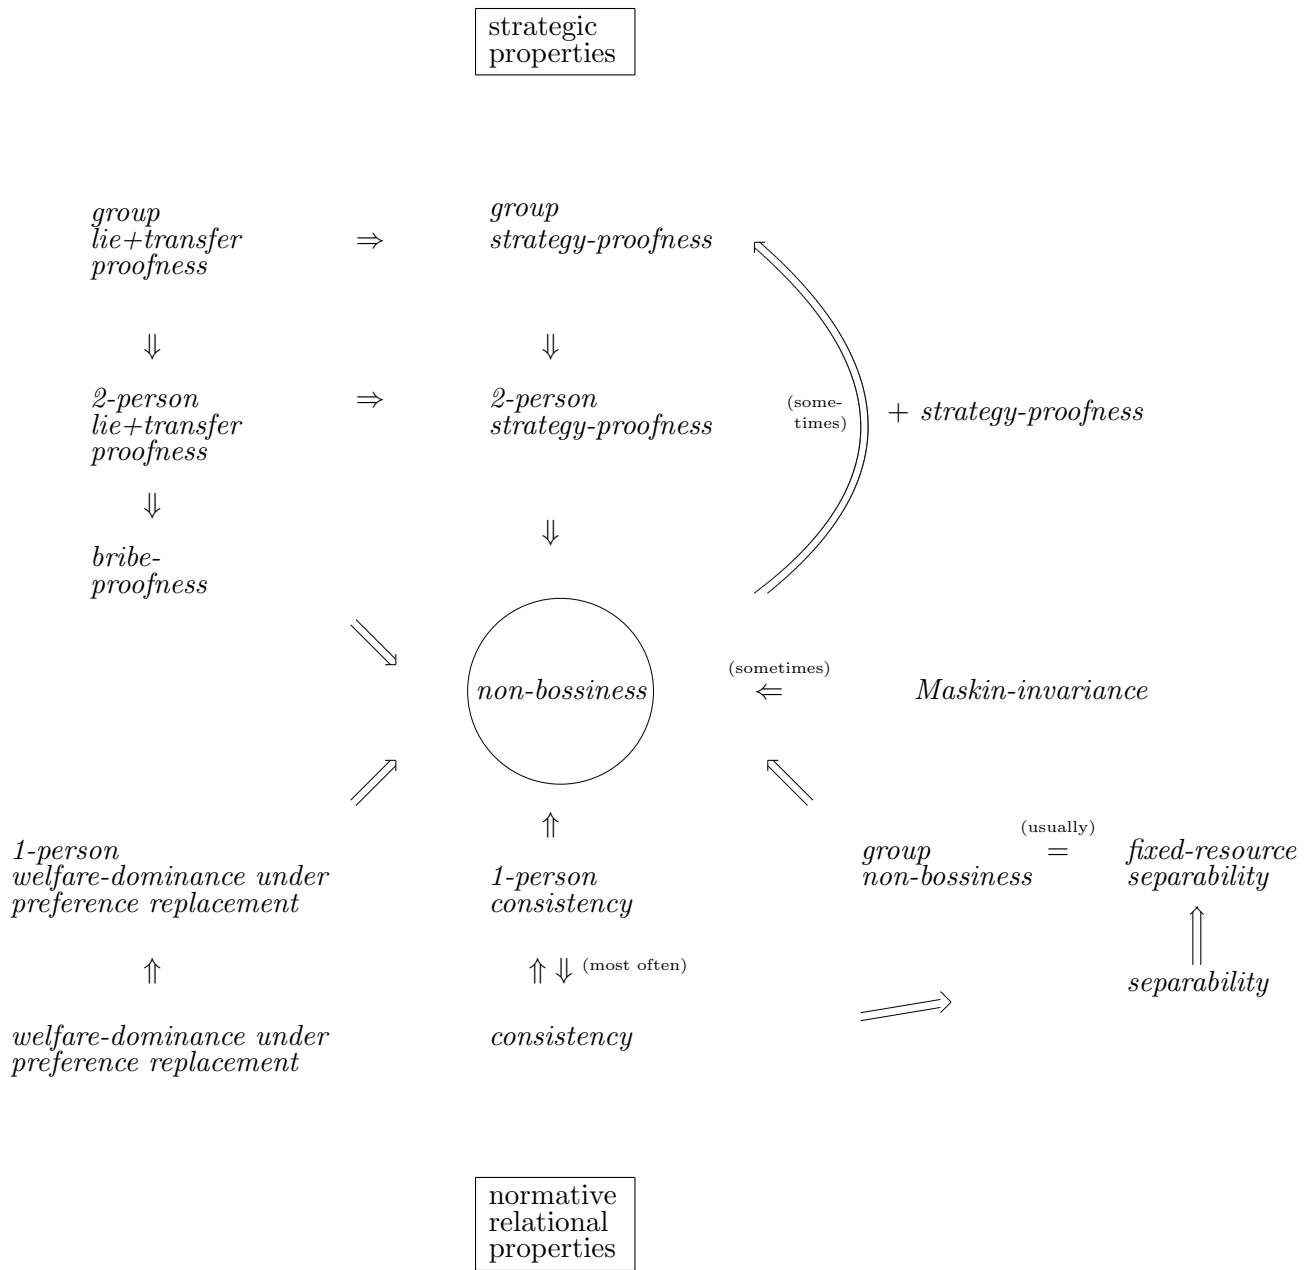 strategic
properties
group
lie+transfer
proofness
⇒
group
strategy-proofness
⇓
⇓
2-person
lie+transfer
proofness
⇒
2-person
strategy-proofness
(some-
times)
+ strategy-proofness
⇓
⇓
bribe-
proofness
non-bossiness
(sometimes)
⇐
Maskin-invariance
⇑
1-person
welfare-dominance under
preference replacement
1-person
consistency
group
non-bossiness
(usually)
=
fixed-resource
separability
⇑
⇑ ⇓ (most often)
separability
welfare-dominance under
preference replacement
consistency
normative
relational
properties